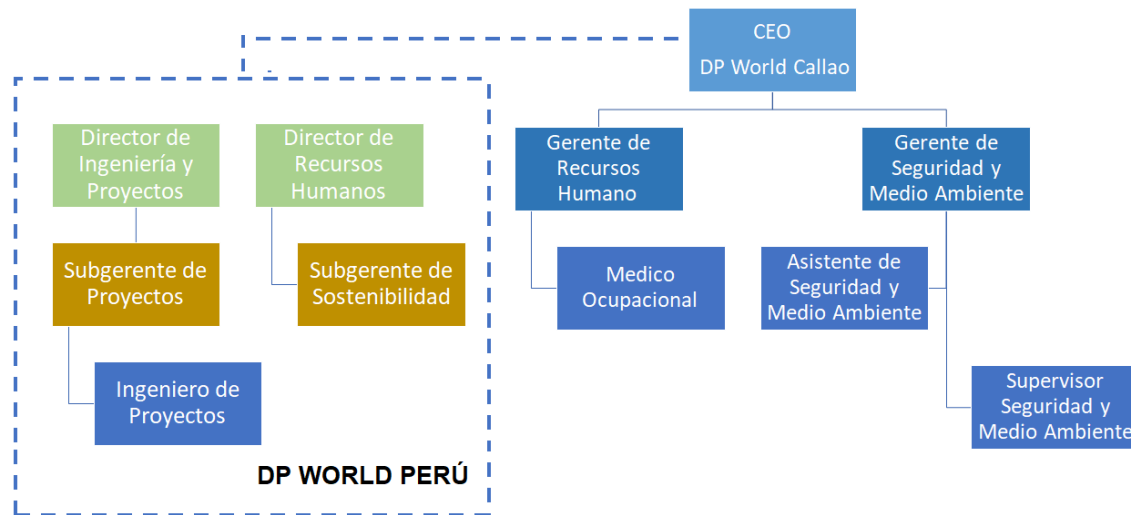 CEO
DP World Callao
Director de
Ingeniería y
Proyectos
Director de
Recursos
Humanos
Gerente de
Recursos
Humano
Gerente de
Seguridad y
Medio Ambiente
Subgerente de
Proyectos
Subgerente de
Sostenibilidad
Medico
Ocupacional
Asistente de
Seguridad y
Medio Ambiente
Ingeniero de
Proyectos
Supervisor
Seguridad y
Medio Ambiente
DP WORLD PERÚ